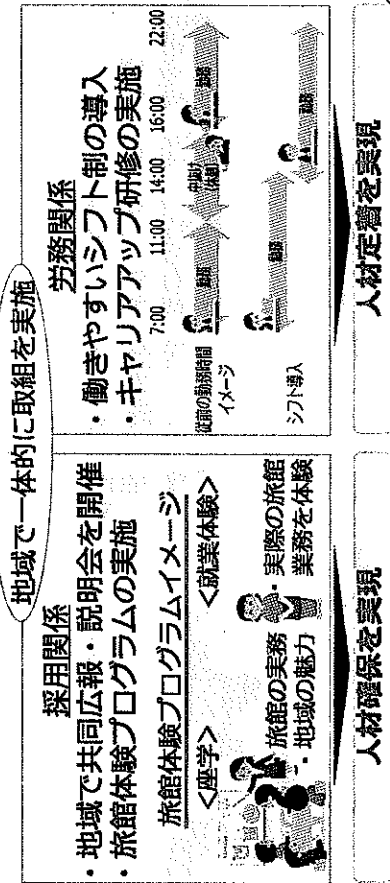 地域で一体的に取組を実施
採用関係
・地域で共同広報・説明会を開催
・旅館体験プログラムの実施
旅館体験プログラムイメージ
<座学>
<就業体験>
・旅館の実務
・地域の魅力
・実際の旅館
業務を体験
人材確保を実現
労務関係
・働きやすいシフト制の導入
・キャリアアップ研修の実施
7:00 11:00 14:00 16:00 22:00
従前の勤務時間
イメージ
勤務
中抜け
(休憩)
勤務
シフト導入
勤務
勤務
人材定着を実現